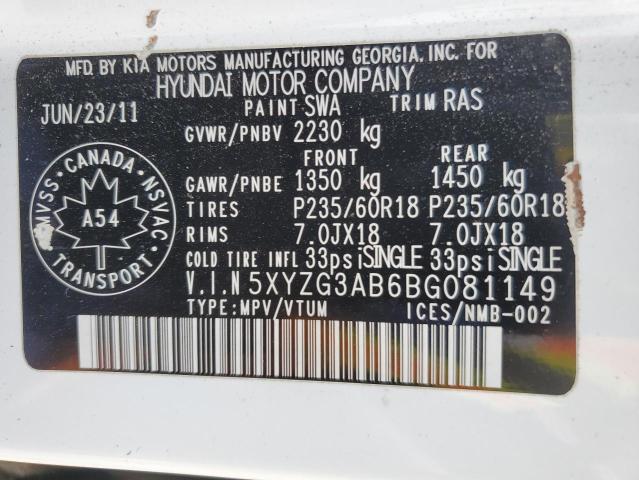 MFD. BY KIA MOTORS MANUFACTURING GEORGIA, INC. FOR
HYUNDAI MOTOR COMPANY
JUN/23/11 PAINT SWA TRIM RAS
GVWR/PNBV 2230 kg
FRONT REAR
GAWR/PNBE 1350 kg 1450 kg
TIRES P235/60R18 P235/60R18
RIMS 7.0JX18 7.0JX18
COLD TIRE INFL 33psi SINGLE 33psi SINGLE
V.I.N 5XYZG3AB6BG081149
TYPE:MPV/VTUM ICES/NMB-002
CMVSS • CANADA • NSVAC
A54
TRANSPORT